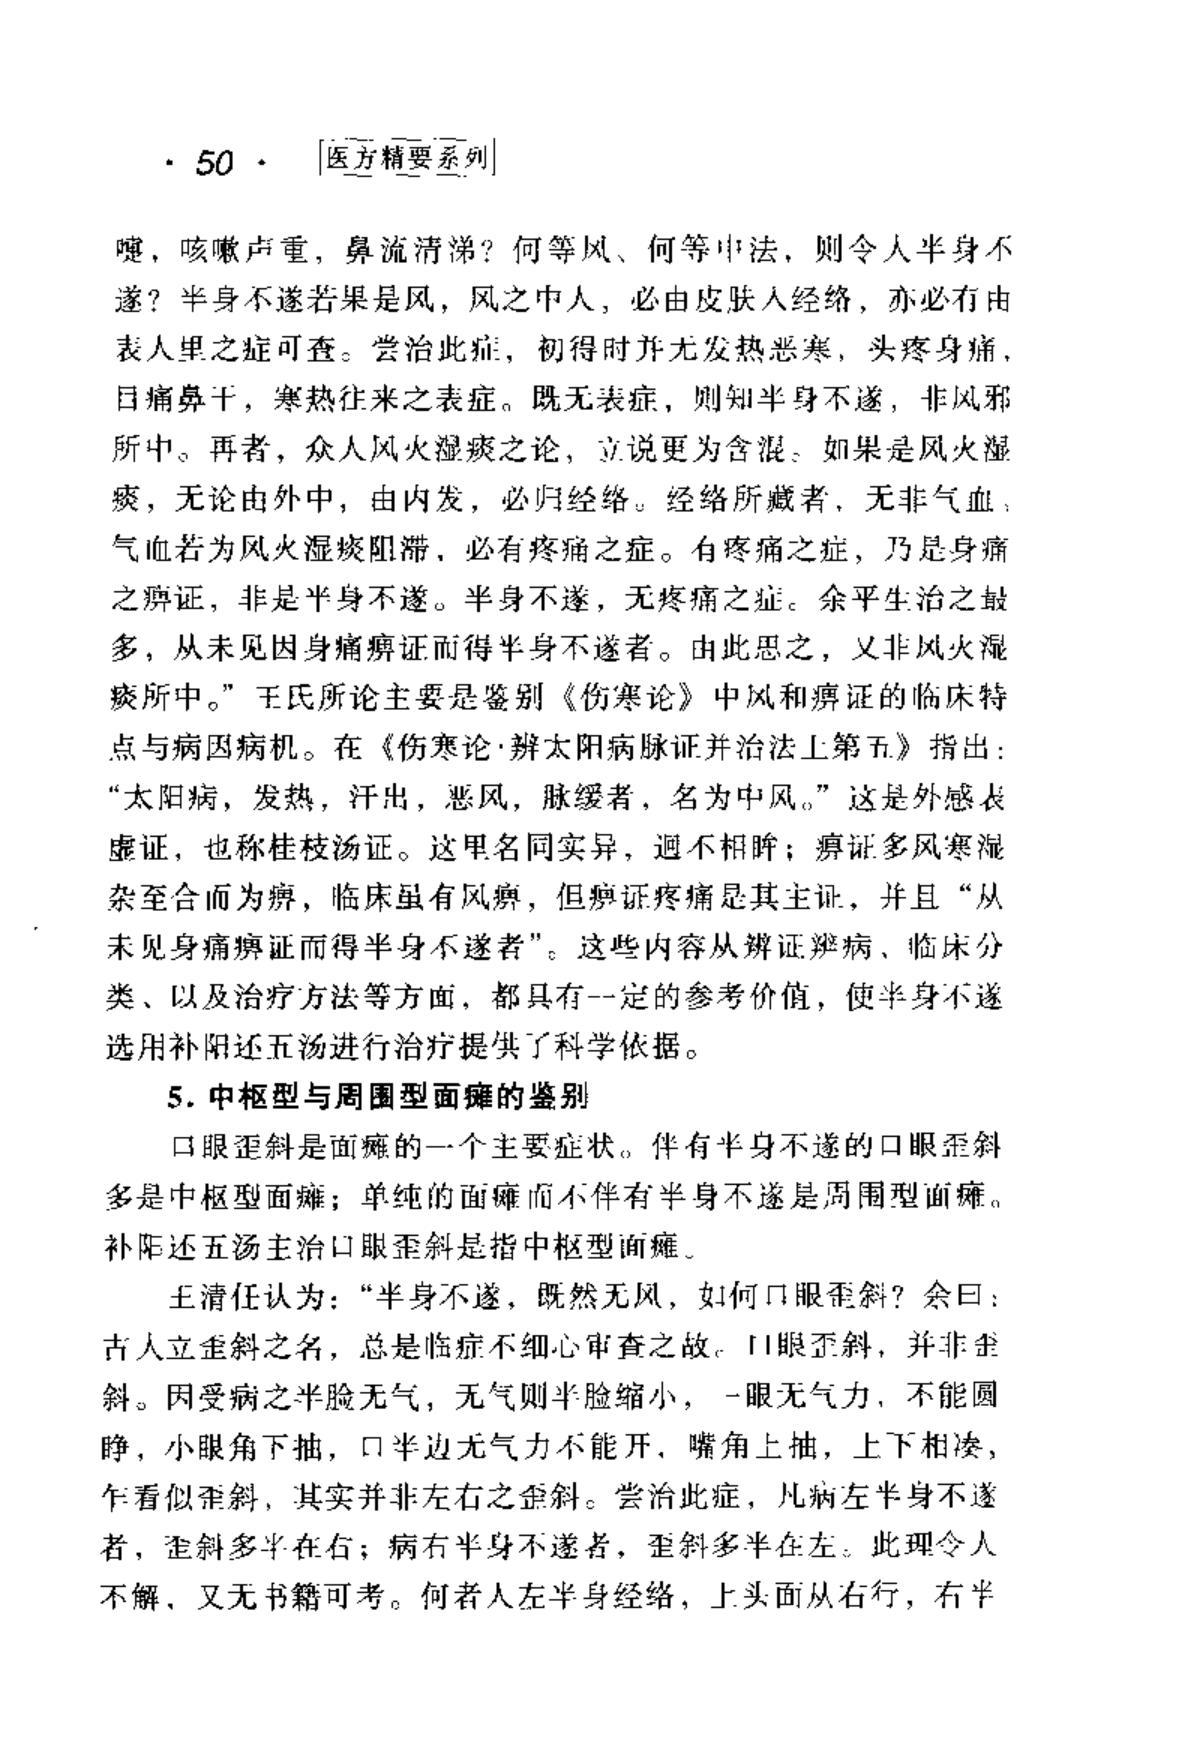 · 50 · 医方精要系列
嚏，咳嗽声重，鼻流清涕？何等风、何等中法，则令人半身不
遂？半身不遂若果是风，风之中人，必由皮肤入经络，亦必有由
表入里之症可查。尝治此症，初得时并无发热恶寒，头疼身痛，
目痛鼻干，寒热往来之表症。既无表症，则知半身不遂，非风邪
所中。再者，众人风火湿痰之论，立说更为含混。如果是风火湿
痰，无论由外中，由内发，必归经络。经络所藏者，无非气血，
气血若为风火湿痰阻滞，必有疼痛之症。有疼痛之症，乃是身痛
之痹证，非是半身不遂。半身不遂，无疼痛之症。余平生治之最
多，从未见因身痛痹证而得半身不遂者。由此思之，又非风火湿
痰所中。”王氏所论主要是鉴别《伤寒论》中风和痹证的临床特
点与病因病机。在《伤寒论·辨太阳病脉证并治法上第五》指出：
“太阳病，发热，汗出，恶风，脉缓者，名为中风。”这是外感表
虚证，也称桂枝汤证。这里名同实异，迥不相眸；痹证多风寒湿
杂至合而为痹，临床虽有风痹，但痹证疼痛是其主证，并且“从
未见身痛痹证而得半身不遂者”。这些内容从辨证辨病、临床分
类、以及治疗方法等方面，都具有一定的参考价值，使半身不遂
选用补阳还五汤进行治疗提供了科学依据。
5. 中枢型与周围型面瘫的鉴别
口眼歪斜是面瘫的一个主要症状。伴有半身不遂的口眼歪斜
多是中枢型面瘫；单纯的面瘫而不伴有半身不遂是周围型面瘫。
补阳还五汤主治口眼歪斜是指中枢型面瘫。
王清任认为：“半身不遂，既然无风，如何口眼歪斜？余曰：
古人立歪斜之名，总是临症不细心审查之故。口眼歪斜，并非歪
斜。因受病之半脸无气，无气则半脸缩小，一眼无气力，不能圆
睁，小眼角下抽，口半边无气力不能开，嘴角上抽，上下相凑，
乍看似歪斜，其实并非左右之歪斜。尝治此症，凡病左半身不遂
者，歪斜多半在右；病右半身不遂者，歪斜多半在左。此理令人
不解，又无书籍可考。何者人左半身经络，上头面从右行，右半